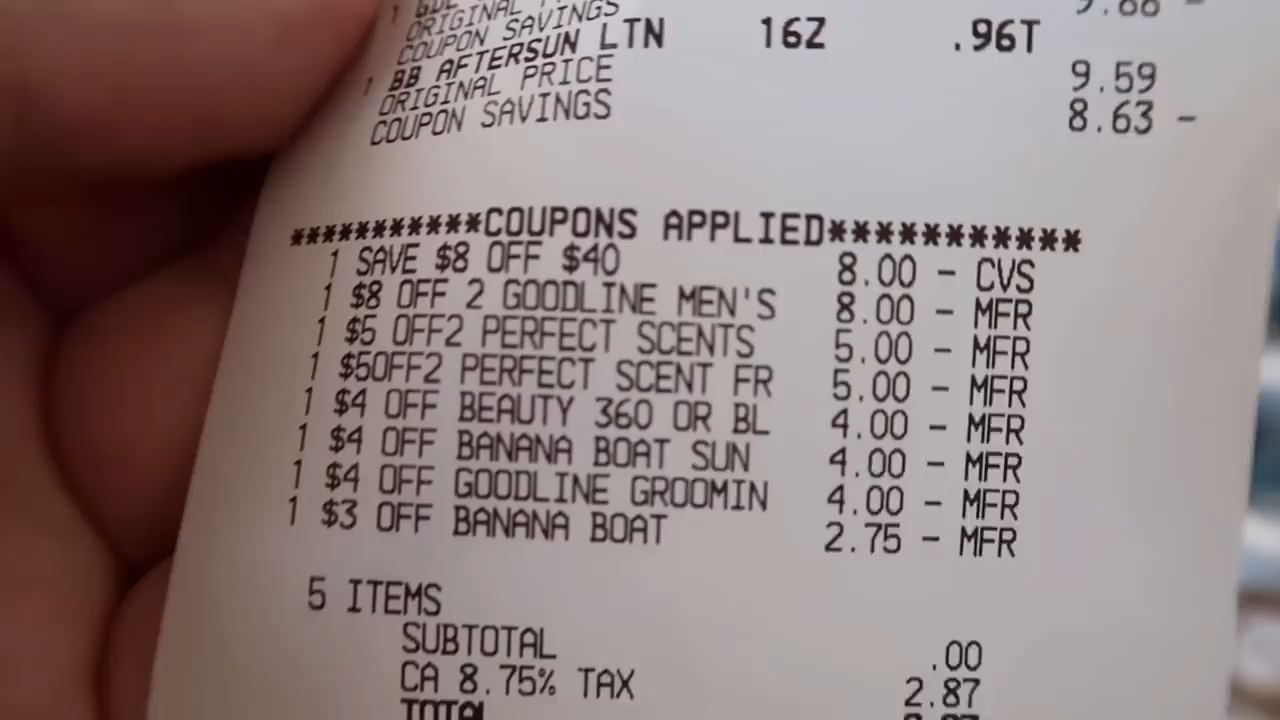 ORIGINAL
COUPON SAVINGS
1 BB AFTERSUN LTN 16Z .96T
ORIGINAL PRICE 9.59
COUPON SAVINGS 8.63 -
***********COUPONS APPLIED***********
1 SAVE $8 OFF $40 8.00 - CVS
1 $8 OFF 2 GOODLINE MEN'S 8.00 - MFR
1 $5 OFF2 PERFECT SCENTS 5.00 - MFR
1 $5OFF2 PERFECT SCENT FR 5.00 - MFR
1 $4 OFF BEAUTY 360 OR BL 4.00 - MFR
1 $4 OFF BANANA BOAT SUN 4.00 - MFR
1 $4 OFF GOODLINE GROOMIN 4.00 - MFR
1 $3 OFF BANANA BOAT 2.75 - MFR
5 ITEMS
SUBTOTAL .00
CA 8.75% TAX 2.87
TOTAL